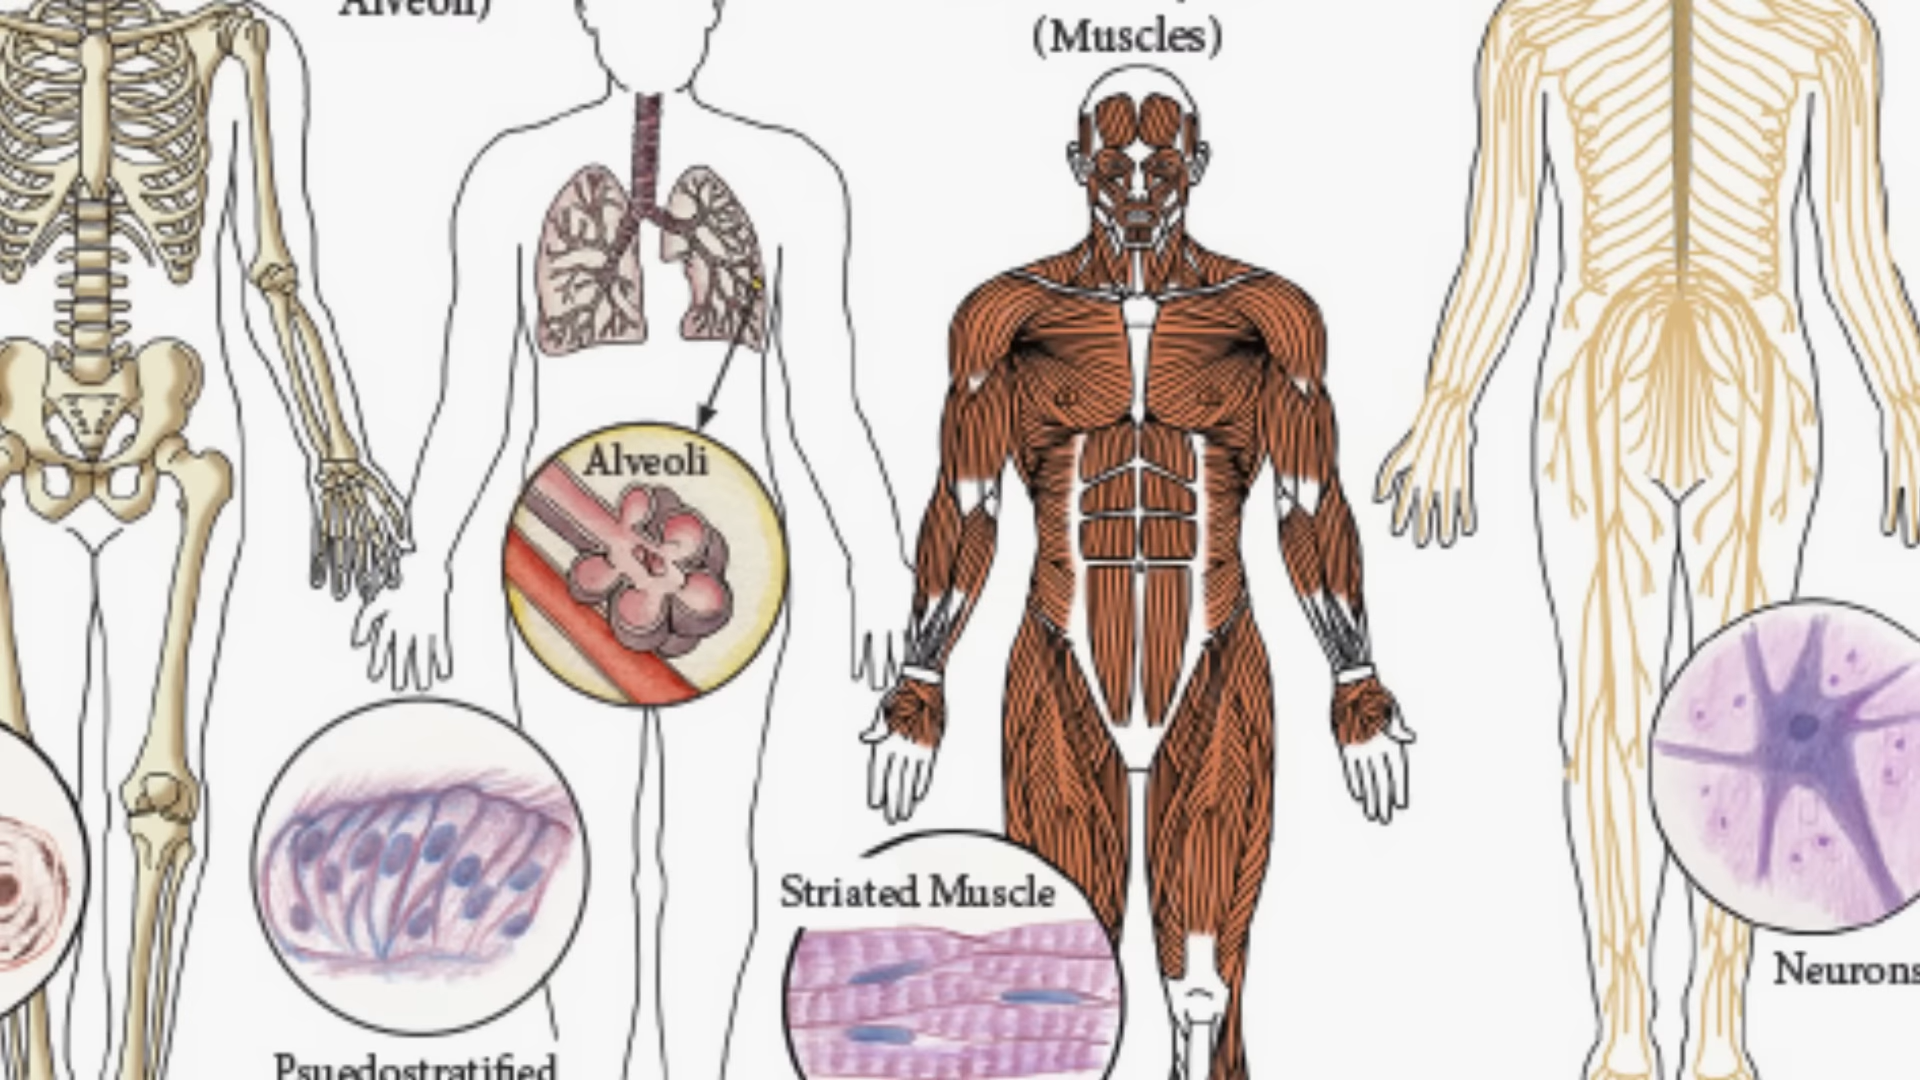 Alveoli)
(Muscles)
Alveoli
Striated Muscle
Neurons
Psuedostratified